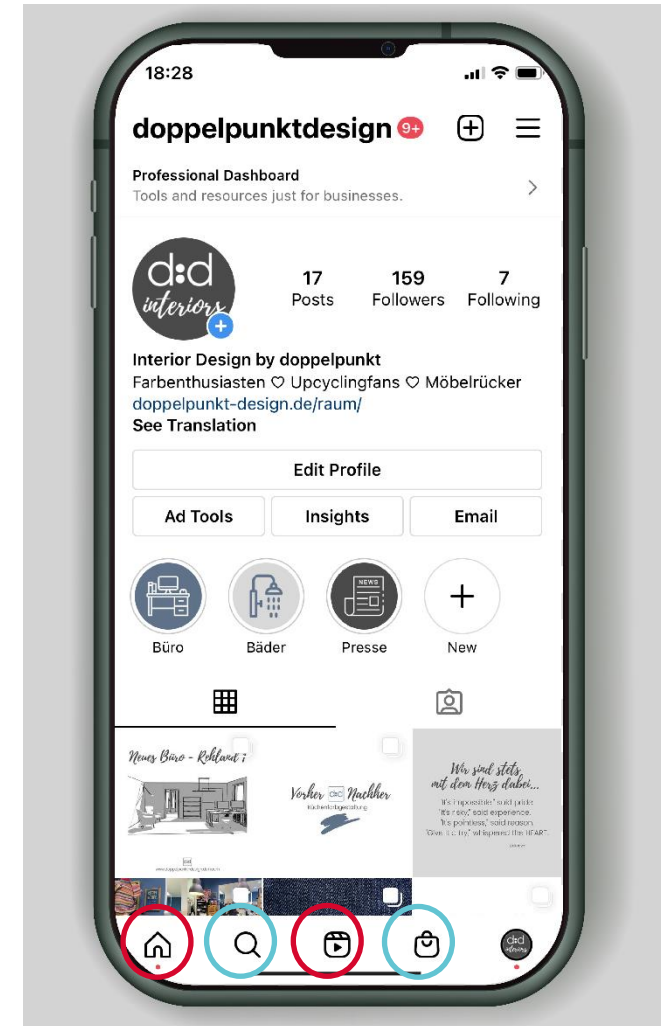 18:28
doppelpunktdesign 9+
Professional Dashboard
Tools and resources just for businesses.
d:d
interiors
17 159 7
Posts Followers Following
Interior Design by doppelpunkt
Farbenthusiasten ♡ Upcyclingfans ♡ Möbelrücker
doppelpunkt-design.de/raum/
See Translation
Edit Profile
Ad Tools Insights Email
NEWS
Büro Bäder Presse New
Neues Büro - Rehland
Vorher d:d Nachher
Wir sind stets
mit dem Herz dabei...
"It's impossible," said pride.
"It's risky," said experience.
"It's pointless," said reason.
"Give it a try," whispered the HEART.
d:d
interiors